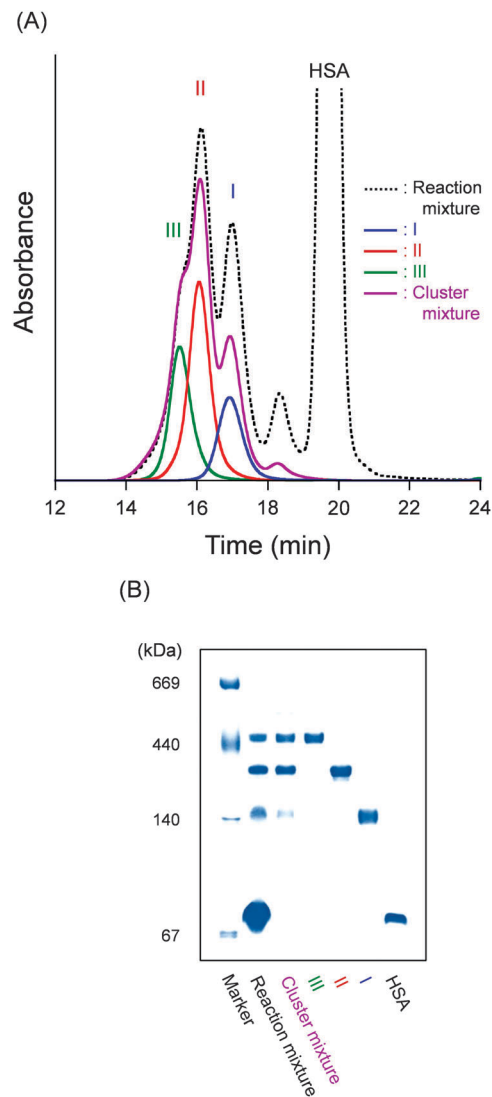 (A)
HSA
II
I
III
: Reaction
mixture
: I
: II
: III
: Cluster
mixture
Absorbance
12 14 16 18 20 22 24
Time (min)
(B)
(kDa)
669
440
140
67
Marker
Reaction mixture
Cluster mixture
III
II
I
HSA